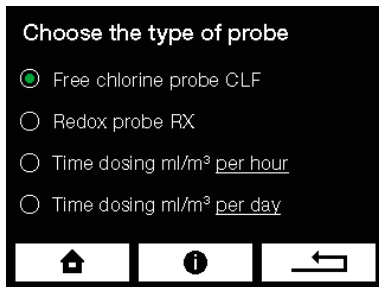 Choose the type of probe
Free chlorine probe CLF
Redox probe RX
Time dosing ml/m³ per hour
Time dosing ml/m³ per day